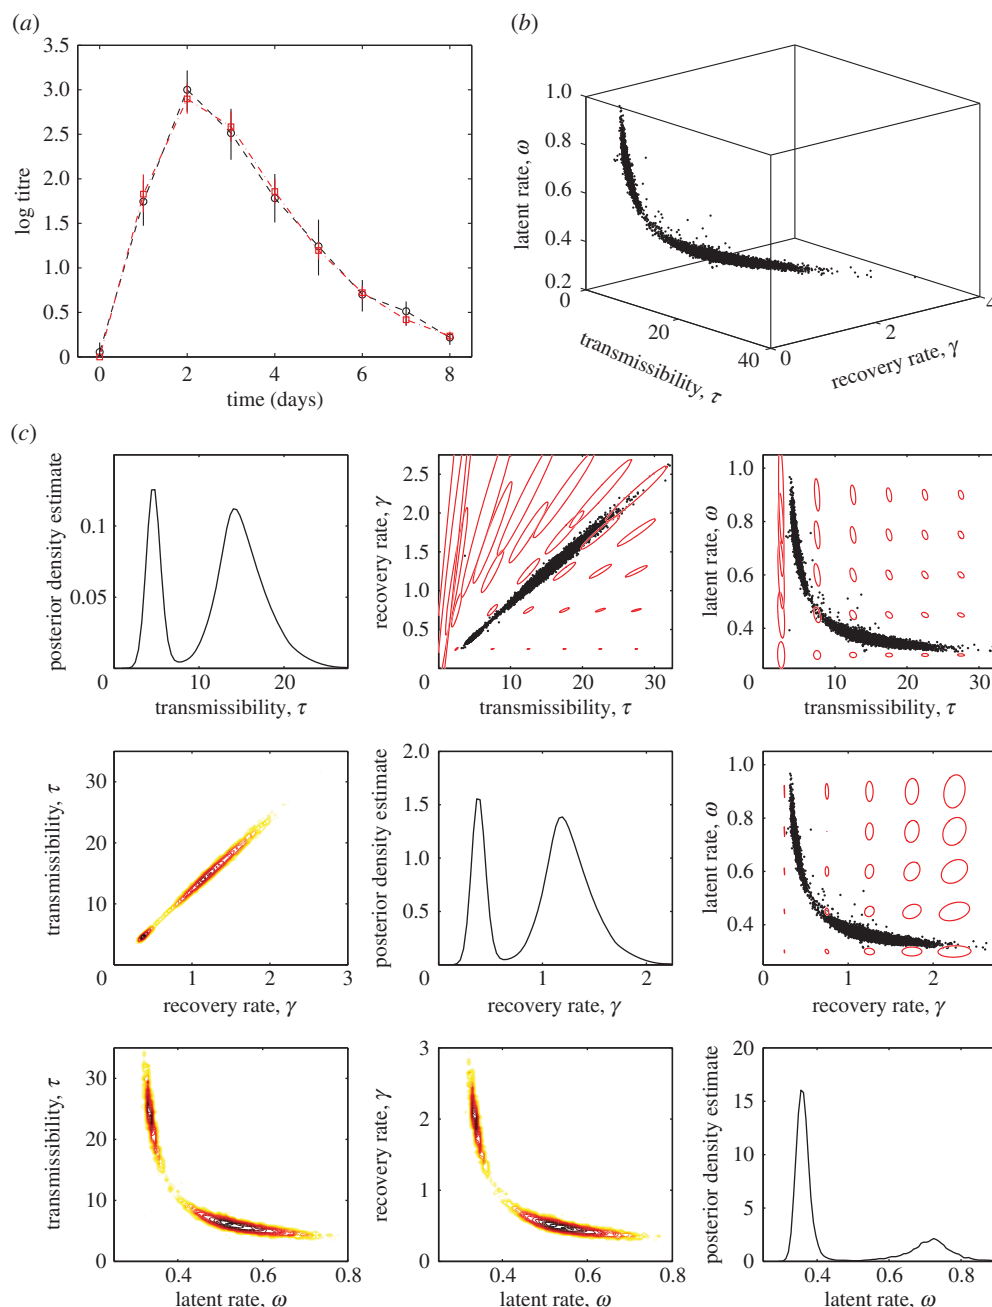 (a)
3.5
3.0
2.5
2.0
1.5
1.0
0.5
0
log titre
0 2 4 6 8
time (days)
(b)
1.0
0.8
0.6
0.4
0.2
latent rate, ω
0 20 40
transmissibility, τ
0 2 4
recovery rate, γ
(c)
posterior density estimate
0.1
0.05
0 10 20
transmissibility, τ
recovery rate, γ
2.5
2.0
1.5
1.0
0.5
0 5 10 15 20 25 30
transmissibility, τ
latent rate, ω
1.0
0.8
0.6
0.4
0 5 10 15 20 25 30
transmissibility, τ
transmissibility, τ
30
20
10
0 1 2 3
recovery rate, γ
posterior density estimate
2.0
1.5
1.0
0.5
0 1 2
recovery rate, γ
latent rate, ω
1.0
0.8
0.6
0.4
0 1 2
recovery rate, γ
transmissibility, τ
30
20
10
0
0.4 0.6 0.8
latent rate, ω
recovery rate, γ
3
2
1
0
0.4 0.6 0.8
latent rate, ω
posterior density estimate
20
15
10
5
0
0.4 0.6 0.8
latent rate, ω